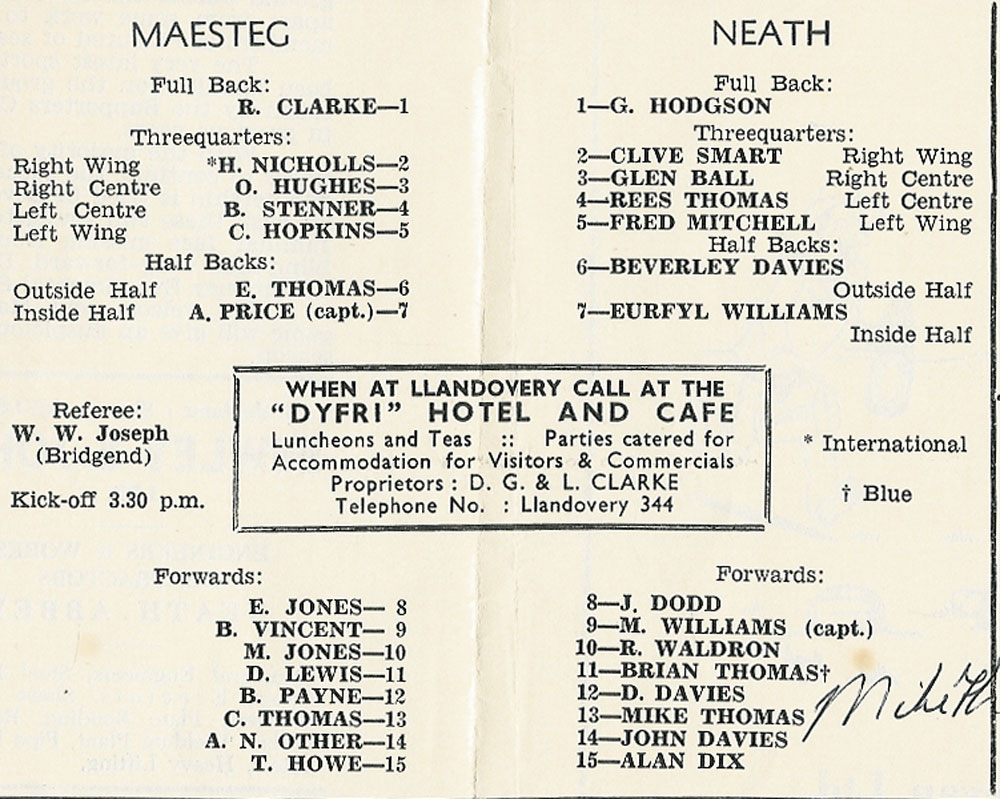 MAESTEG
Full Back:
R. CLARKE—1
Threequarters:
Right Wing *H. NICHOLLS—2
Right Centre O. HUGHES—3
Left Centre B. STENNER—4
Left Wing C. HOPKINS—5
Half Backs:
Outside Half E. THOMAS—6
Inside Half A. PRICE (capt.)—7
NEATH
Full Back:
1—G. HODGSON
Threequarters:
2—CLIVE SMART Right Wing
3—GLEN BALL Right Centre
4—REES THOMAS Left Centre
5—FRED MITCHELL Left Wing
Half Backs:
6—BEVERLEY DAVIES
Outside Half
7—EURFYL WILLIAMS
Inside Half
Referee:
W. W. Joseph
(Bridgend)
Kick-off 3.30 p.m.
WHEN AT LLANDOVERY CALL AT THE
"DYFRI" HOTEL AND CAFE
Luncheons and Teas :: Parties catered for
Accommodation for Visitors & Commercials
Proprietors : D. G. & L. CLARKE
Telephone No. : Llandovery 344
* International
† Blue
Forwards:
E. JONES— 8
B. VINCENT— 9
M. JONES—10
D. LEWIS—11
B. PAYNE—12
C. THOMAS—13
A. N. OTHER—14
T. HOWE—15
Forwards:
8—J. DODD
9—M. WILLIAMS (capt.)
10—R. WALDRON
11—BRIAN THOMAS†
12—D. DAVIES
13—MIKE THOMAS
14—JOHN DAVIES
15—ALAN DIX
Mike Th